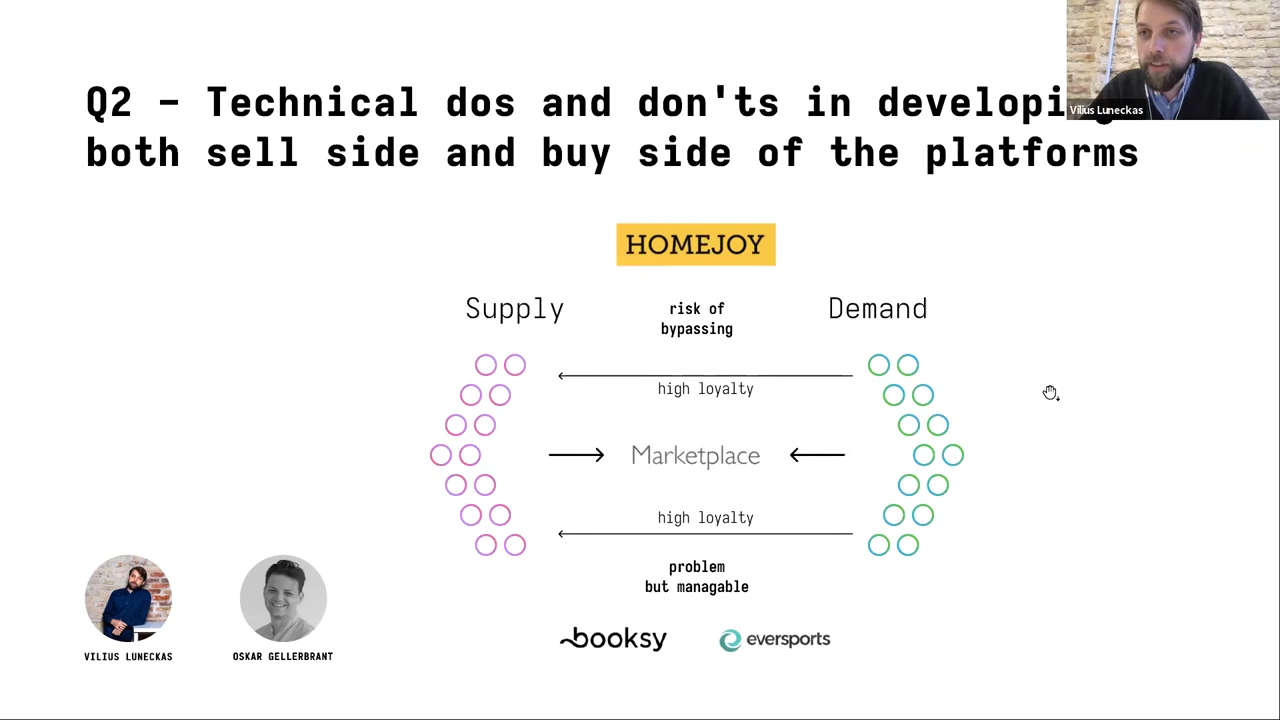 Q2 – Technical dos and don'ts in developi
both sell side and buy side of the platforms
Vilius Luneckas
HOMEJOY
Supply
risk of
bypassing
Demand
high loyalty
Marketplace
high loyalty
problem
but managable
booksy
eversports
VILIUS LUNECKAS
OSKAR GELLERBRANT